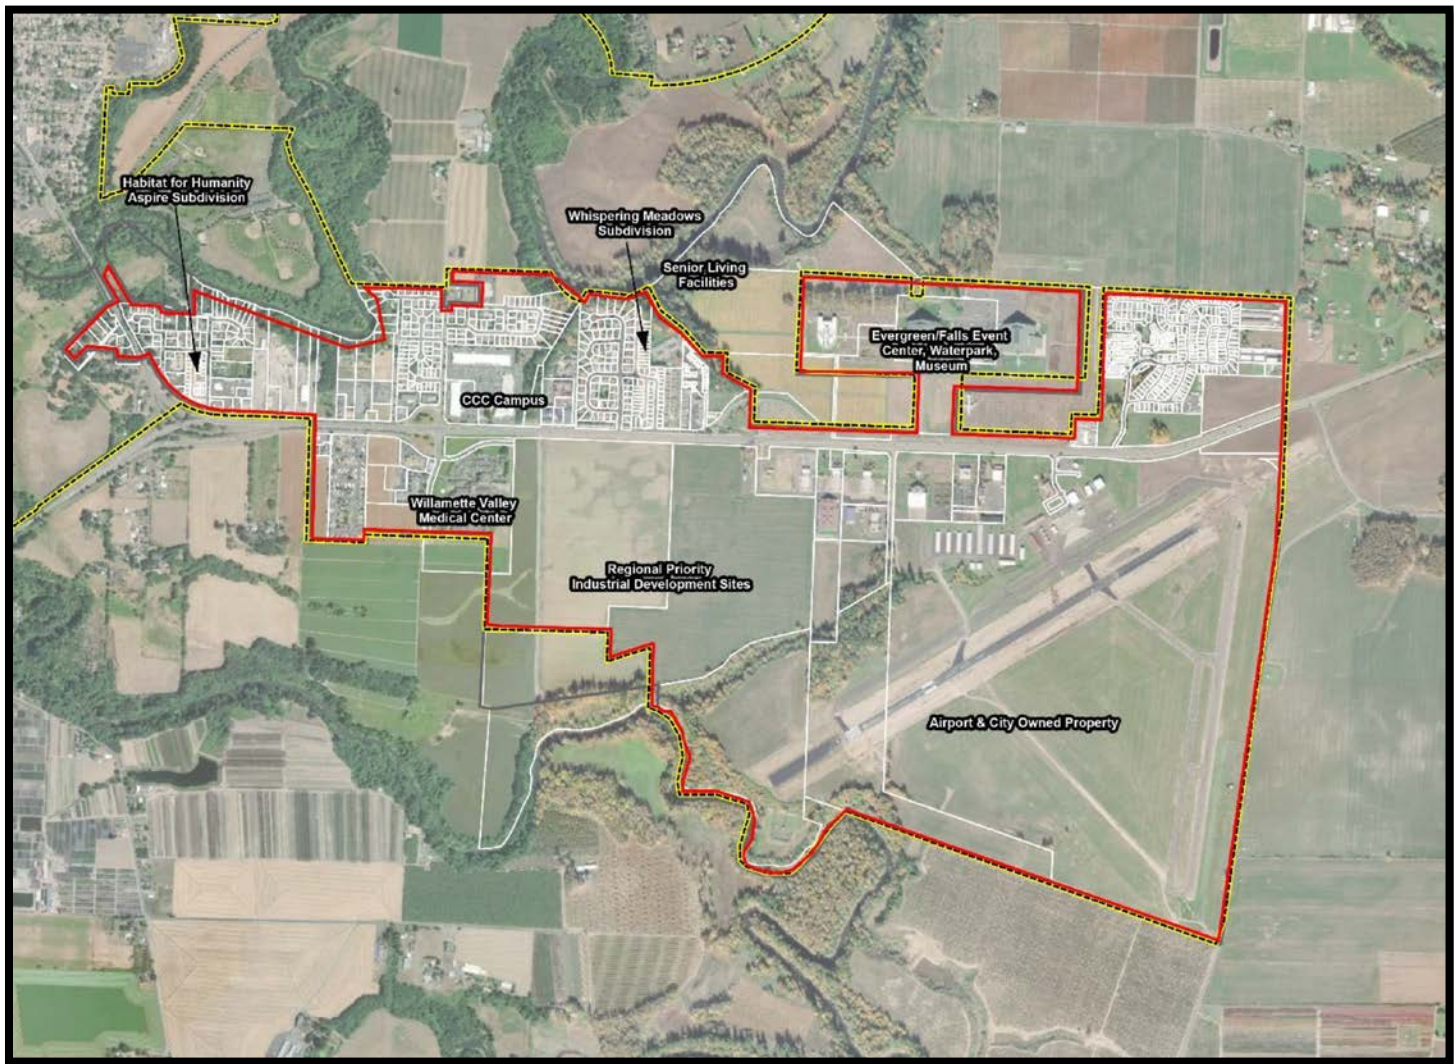 Habitat for Humanity
Aspire Subdivision
Whispering Meadows
Subdivision
Senior Living
Facilities
Evergreen/Falls Event
Center, Waterpark,
Museum
CCC Campus
Willamette Valley
Medical Center
Regional Priority
Industrial Development Sites
Airport & City Owned Property